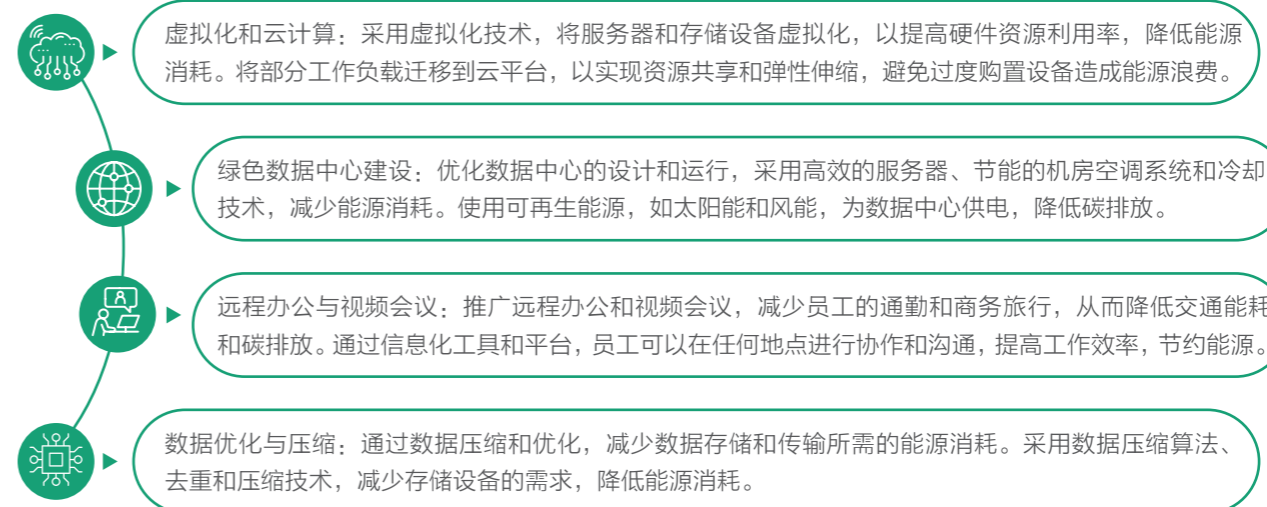 虚拟化和云计算：采用虚拟化技术，将服务器和存储设备虚拟化，以提高硬件资源利用率，降低能源
消耗。将部分工作负载迁移到云平台，以实现资源共享和弹性伸缩，避免过度购置设备造成能源浪费。
绿色数据中心建设：优化数据中心的设计和运行，采用高效的服务器、节能的机房空调系统和冷却
技术，减少能源消耗。使用可再生能源，如太阳能和风能，为数据中心供电，降低碳排放。
远程办公与视频会议：推广远程办公和视频会议，减少员工的通勤和商务旅行，从而降低交通能耗
和碳排放。通过信息化工具和平台，员工可以在任何地点进行协作和沟通，提高工作效率，节约能源。
数据优化与压缩：通过数据压缩和优化，减少数据存储和传输所需的能源消耗。采用数据压缩算法、
去重和压缩技术，减少存储设备的需求，降低能源消耗。